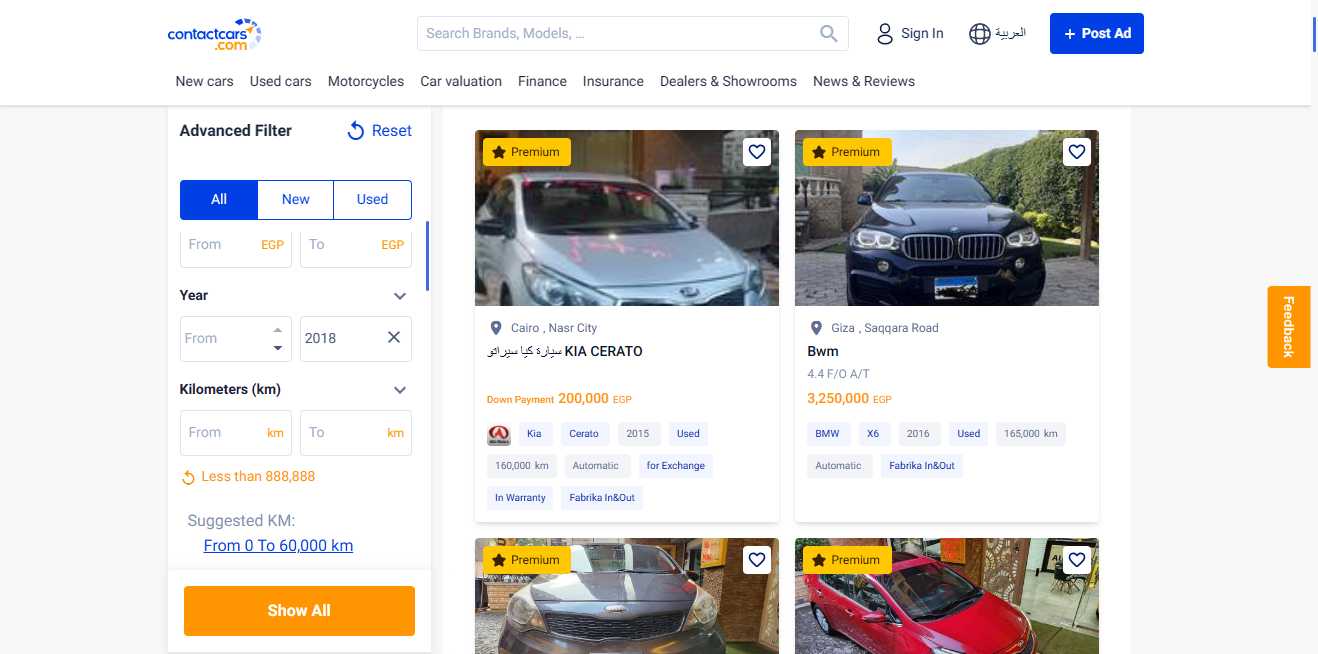 contactcars
.com
Search Brands, Models, ...
Sign In
العربية
+ Post Ad
New cars
Used cars
Motorcycles
Car valuation
Finance
Insurance
Dealers & Showrooms
News & Reviews
Advanced Filter
Reset
All
New
Used
From
EGP
To
EGP
Year
From
2018
Kilometers (km)
From
km
To
km
Less than 888,888
Suggested KM:
From 0 To 60,000 km
Show All
Premium
Cairo , Nasr City
سيارة كيا سيراتو KIA CERATO
Down Payment 200,000 EGP
Kia
Cerato
2015
Used
160,000 km
Automatic
for Exchange
In Warranty
Fabrika In&Out
Premium
Giza , Saqqara Road
Bwm
4.4 F/O A/T
3,250,000 EGP
BMW
X6
2016
Used
165,000 km
Automatic
Fabrika In&Out
Premium
Premium
Feedback